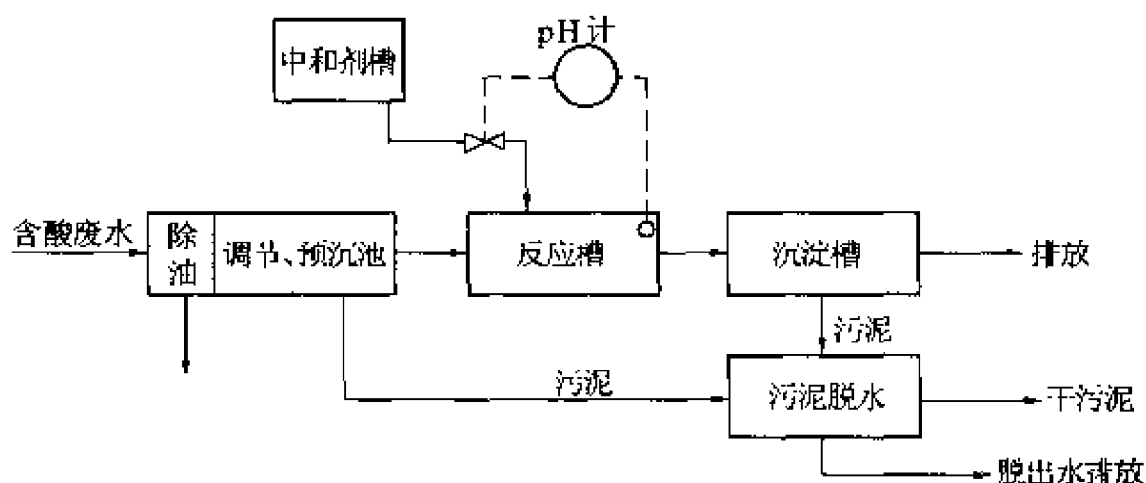 pH计
中和剂槽
含酸废水
除油
调节、预沉池
反应槽
沉淀槽
排放
污泥
污泥
污泥脱水
干污泥
脱出水排放